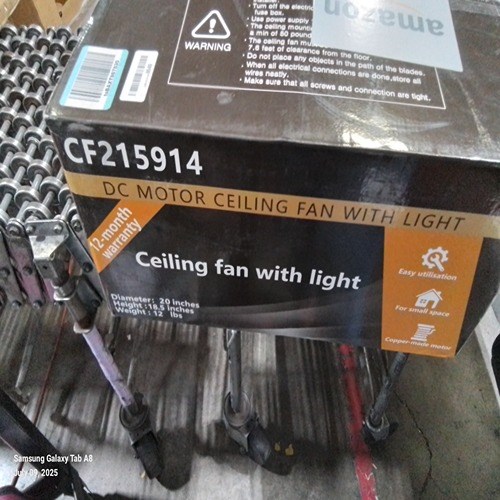 Turn off the electric
fuse box.
Use power supply
The ceiling mount
a min of 50 pound
The ceiling fan mu
7.6 feet of clearance from the floor.
Do not place any objects in the path of the blades.
When all electrical connections are done, store all
wires neatly.
Make sure that all screws and connection are tight.
WARNING
amazon
CF215914
DC MOTOR CEILING FAN WITH LIGHT
12-month
warranty
Ceiling fan with light
Diameter: 20 inches
Height: 18.5 inches
Weight: 12 lbs
Easy utilisation
For small space
Copper-made motor
Samsung Galaxy Tab A8
July 09, 2025